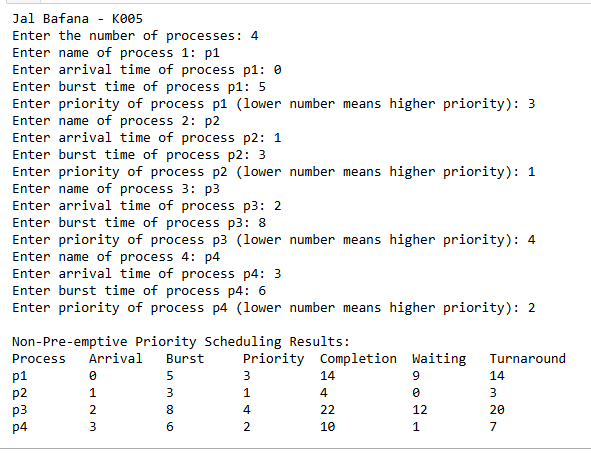 Jal Bafana - K005
Enter the number of processes: 4
Enter name of process 1: p1
Enter arrival time of process p1: 0
Enter burst time of process p1: 5
Enter priority of process p1 (lower number means higher priority): 3
Enter name of process 2: p2
Enter arrival time of process p2: 1
Enter burst time of process p2: 3
Enter priority of process p2 (lower number means higher priority): 1
Enter name of process 3: p3
Enter arrival time of process p3: 2
Enter burst time of process p3: 8
Enter priority of process p3 (lower number means higher priority): 4
Enter name of process 4: p4
Enter arrival time of process p4: 3
Enter burst time of process p4: 6
Enter priority of process p4 (lower number means higher priority): 2
Non-Pre-emptive Priority Scheduling Results:
Process Arrival Burst Priority Completion Waiting Turnaround
p1 0 5 3 14 9 14
p2 1 3 1 4 0 3
p3 2 8 4 22 12 20
p4 3 6 2 10 1 7